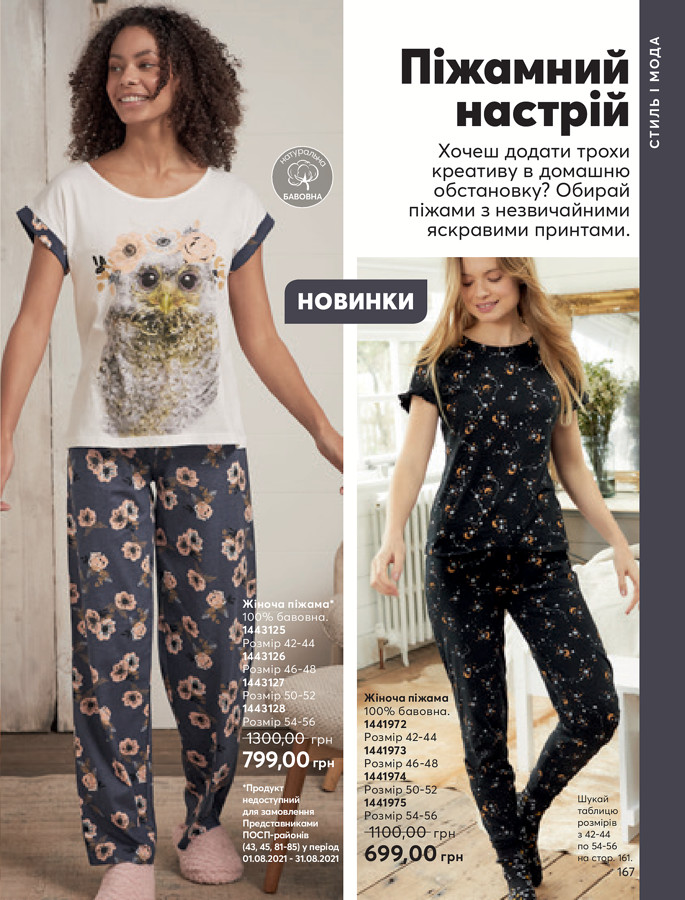 Піжамний
настрій
Хочеш додати трохи
креативу в домашню
обстановку? Обирай
піжами з незвичайними
яскравими принтами.
СТИЛЬ І МОДА
натуральна
БАВОВНА
НОВИНКИ
Жіноча піжама*
100% бавовна.
1443125
Розмір 42-44
1443126
Розмір 46-48
1443127
Розмір 50-52
1443128
Розмір 54-56
1300,00 грн
799,00 грн
*Продукт
недоступний
для замовлення
Представниками
ПОСП-районів
(43, 45, 81-85) у період
01.08.2021 - 31.08.2021
Жіноча піжама
100% бавовна.
1441972
Розмір 42-44
1441973
Розмір 46-48
1441974
Розмір 50-52
1441975
Розмір 54-56
1100,00 грн
699,00 грн
Шукай
таблицю
розмірів
з 42-44
по 54-56
на стор. 161.
167